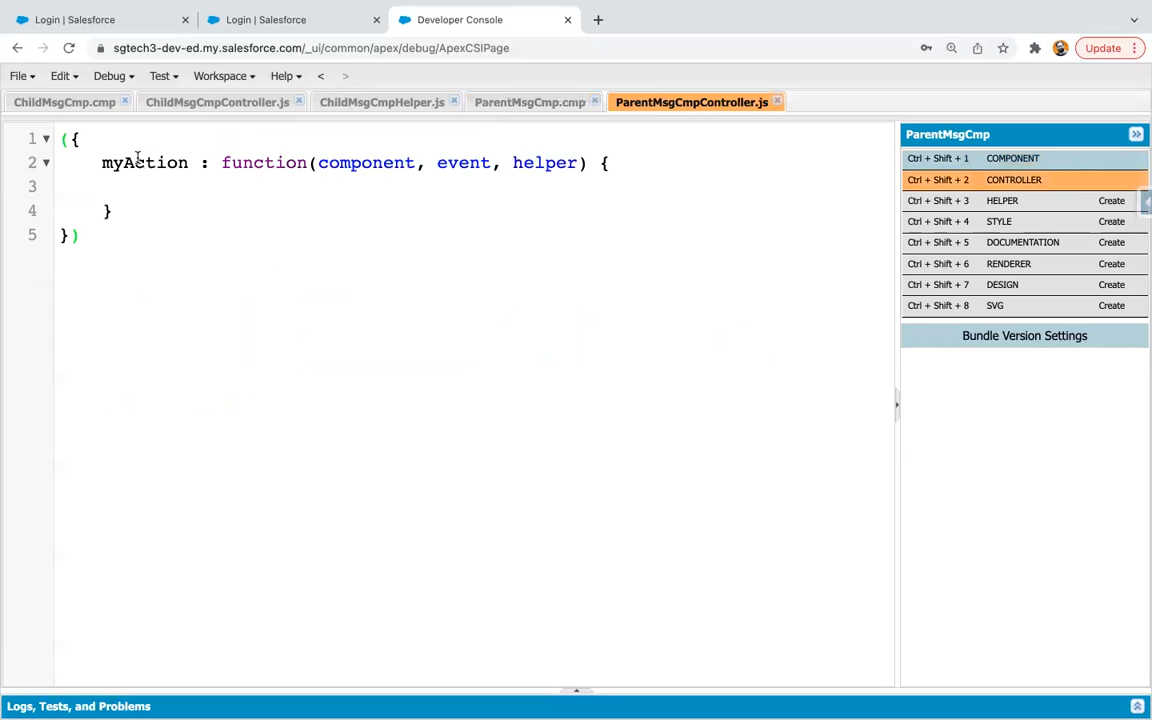 Login | Salesforce
Login | Salesforce
Developer Console
sgtech3-dev-ed.my.salesforce.com/_ui/common/apex/debug/ApexCSIPage
Update
File Edit Debug Test Workspace Help < >
ChildMsgCmp.cmp ChildMsgCmpController.js ChildMsgCmpHelper.js ParentMsgCmp.cmp ParentMsgCmpController.js
1 ({
2 myAction : function(component, event, helper) {
3
4 }
5 })
ParentMsgCmp
Ctrl + Shift + 1 COMPONENT
Ctrl + Shift + 2 CONTROLLER
Ctrl + Shift + 3 HELPER Create
Ctrl + Shift + 4 STYLE Create
Ctrl + Shift + 5 DOCUMENTATION Create
Ctrl + Shift + 6 RENDERER Create
Ctrl + Shift + 7 DESIGN Create
Ctrl + Shift + 8 SVG Create
Bundle Version Settings
Logs, Tests, and Problems